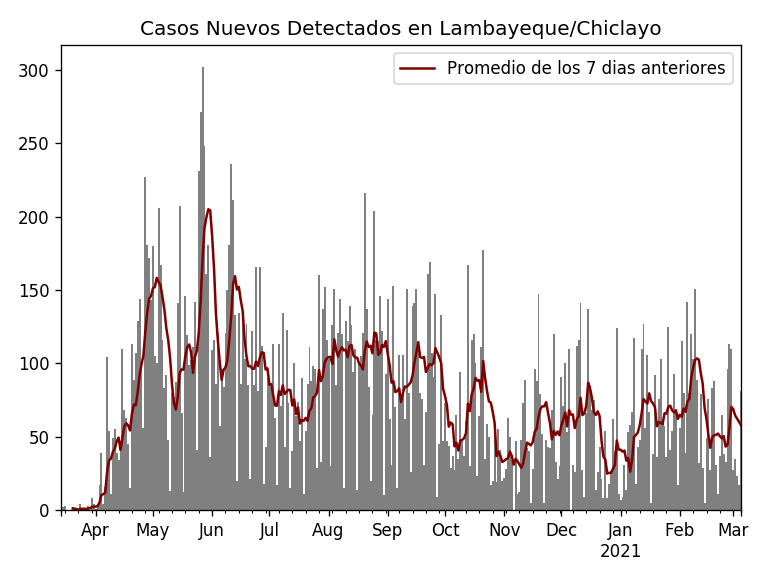 Casos Nuevos Detectados en Lambayeque/Chiclayo
Promedio de los 7 dias anteriores
300
250
200
150
100
50
0
Apr May Jun Jul Aug Sep Oct Nov Dec Jan Feb Mar
2021